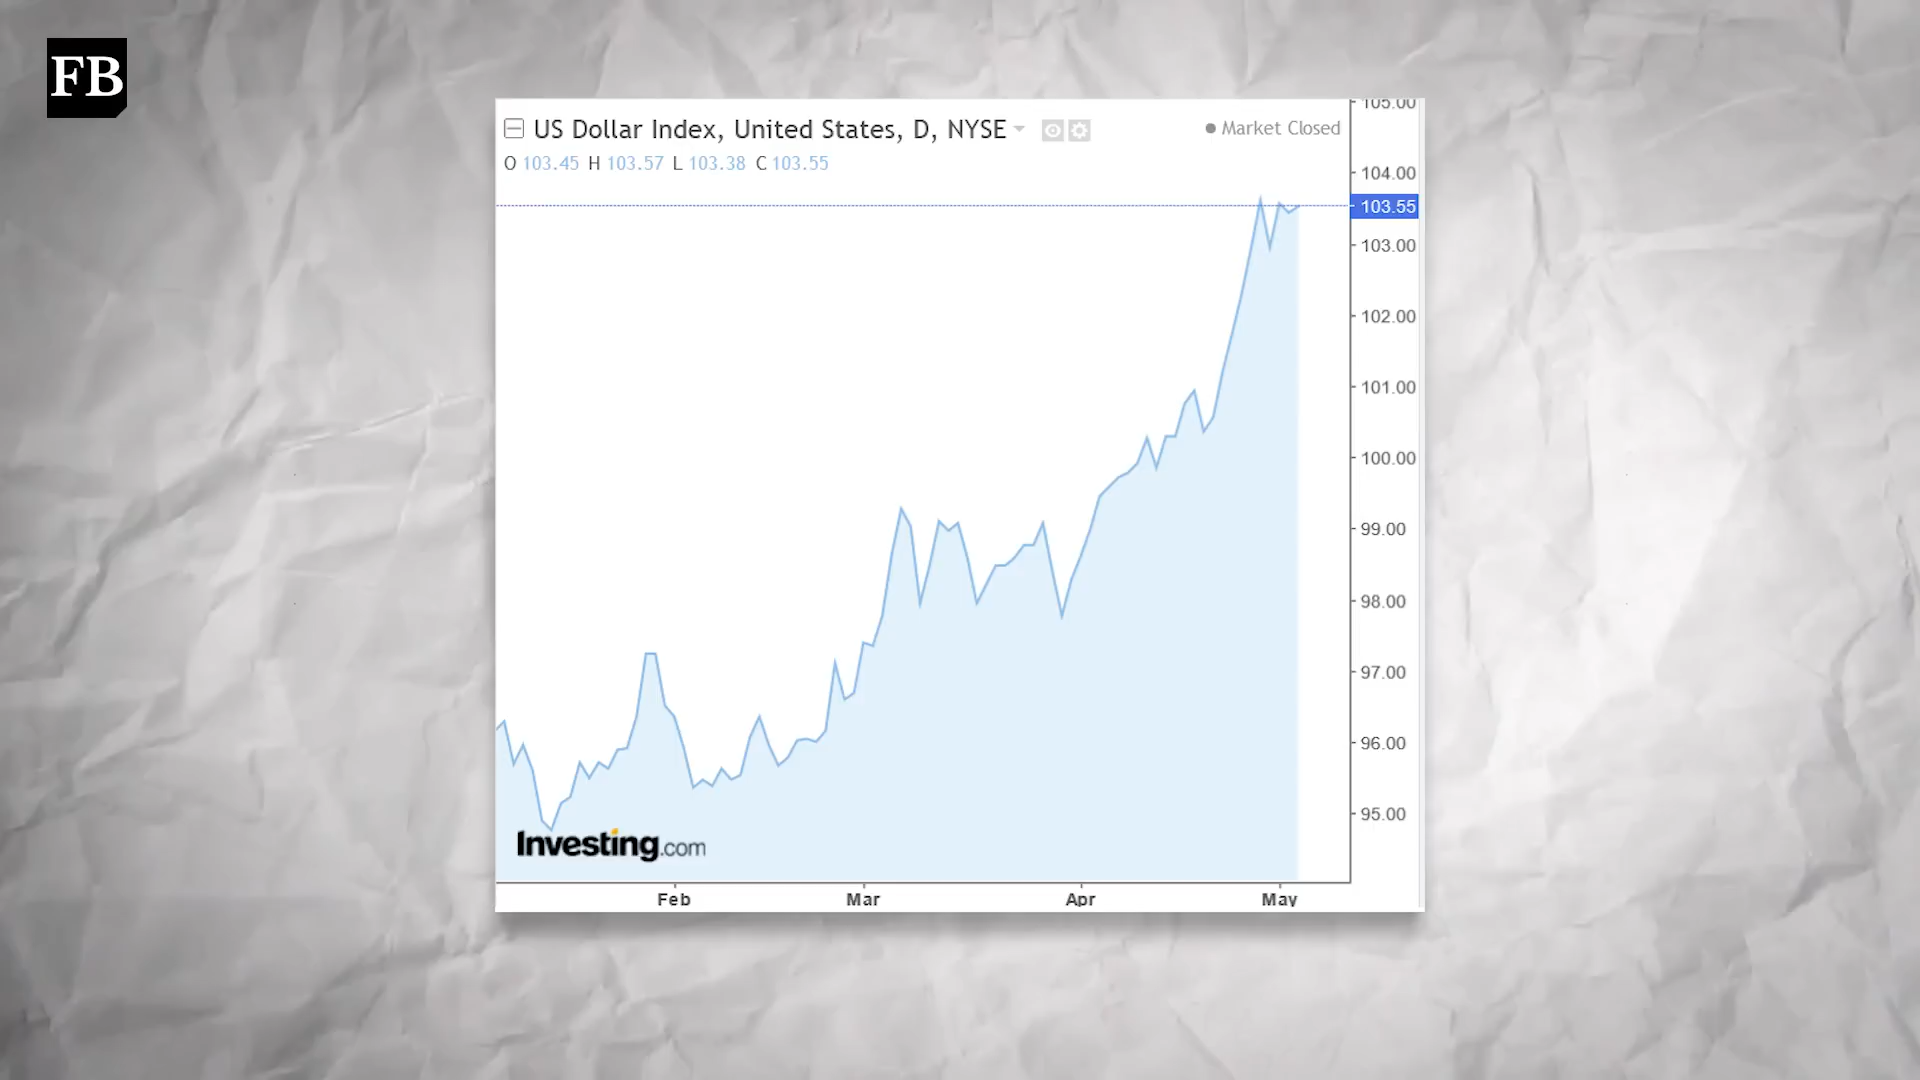 FB
US Dollar Index, United States, D, NYSE
Market Closed
O 103.45 H 103.57 L 103.38 C 103.55
105.00
104.00
103.55
103.00
102.00
101.00
100.00
99.00
98.00
97.00
96.00
95.00
Investing.com
Feb
Mar
Apr
May